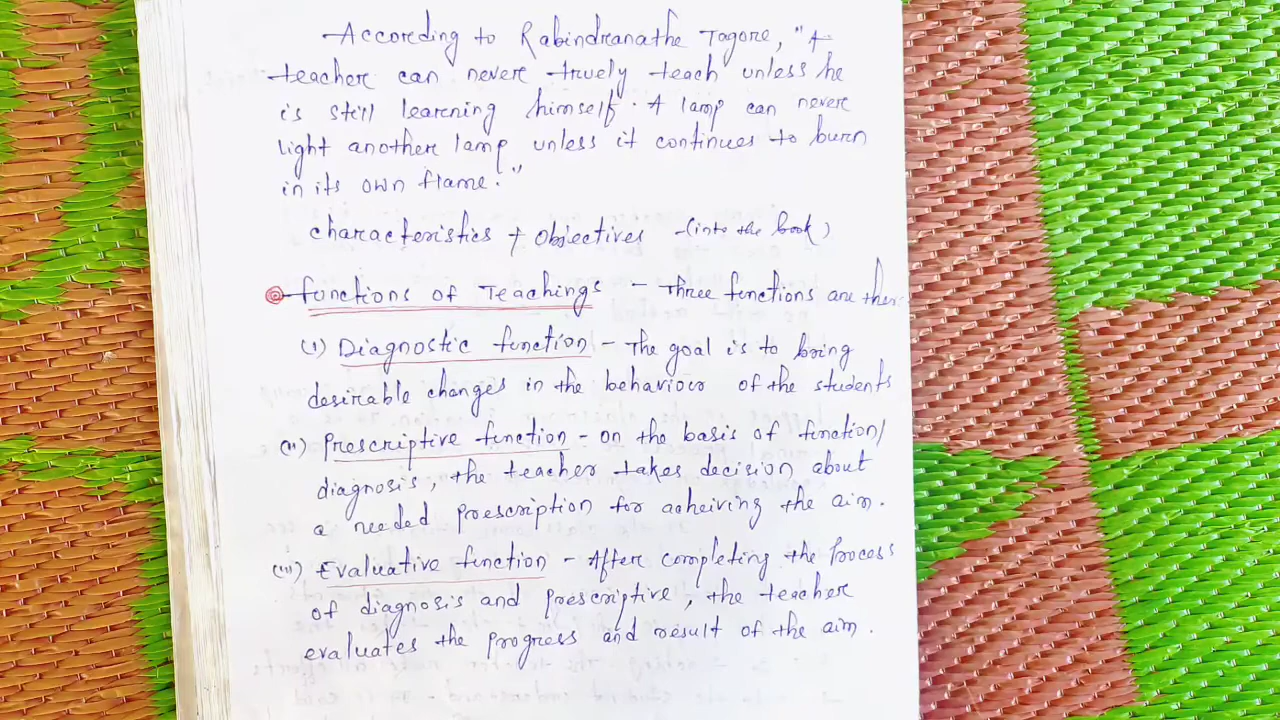 According to Rabindranathe Tagore, "A
teacher can never truely teach unless he
is still learning himself. A lamp can never
light another lamp unless it continues to burn
in its own flame."
characteristics + Objectives - (into the book)
functions of Teachings - Three functions are there
(i) Diagnostic function - The goal is to bring
desirable changes in the behaviour of the students
(ii) Prescriptive function - on the basis of function/
diagnosis, the teacher takes decision about
a needed prescription for acheiving the aim.
(iii) Evaluative function - After completing the process
of diagnosis and prescriptive, the teacher
evaluates the progress and result of the aim.